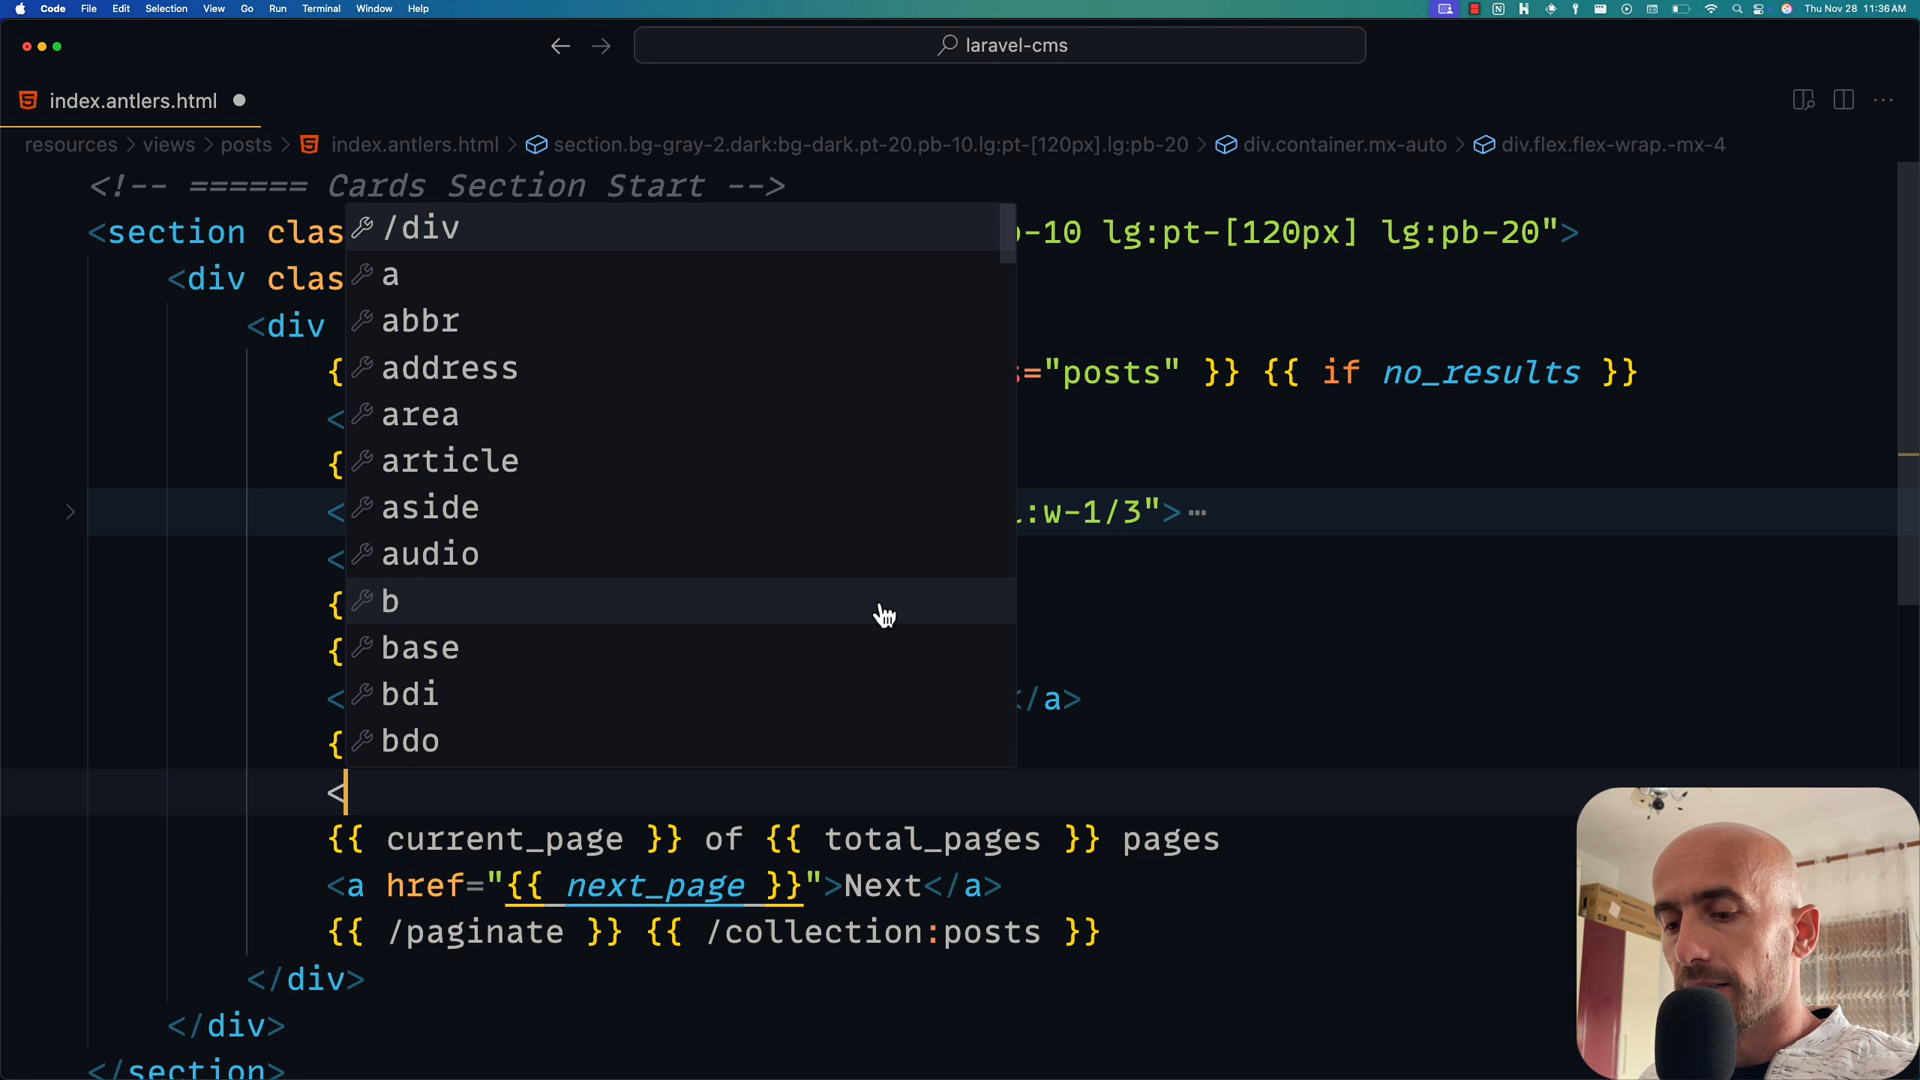 Code File Edit Selection View Go Run Terminal Window Help Thu Nov 28 11:36 AM
laravel-cms
index.antlers.html
resources > views > posts > index.antlers.html > section.bg-gray-2.dark:bg-dark.pt-20.pb-10.lg:pt-[120px].lg:pb-20 > div.container.mx-auto > div.flex.flex-wrap.-mx-4
<!-- ====== Cards Section Start -->
<section clas -10 lg:pt-[120px] lg:pb-20">
<div clas
<div
{ ="posts" }} {{ if no_results }}
<
{
< :w-1/3"> …
<
{
{
< </a>
{
<
/div
a
abbr
address
area
article
aside
audio
b
base
bdi
bdo
{{ current_page }} of {{ total_pages }} pages
<a href="{{ next_page }}">Next</a>
{{ /paginate }} {{ /collection:posts }}
</div>
</div>
</section>